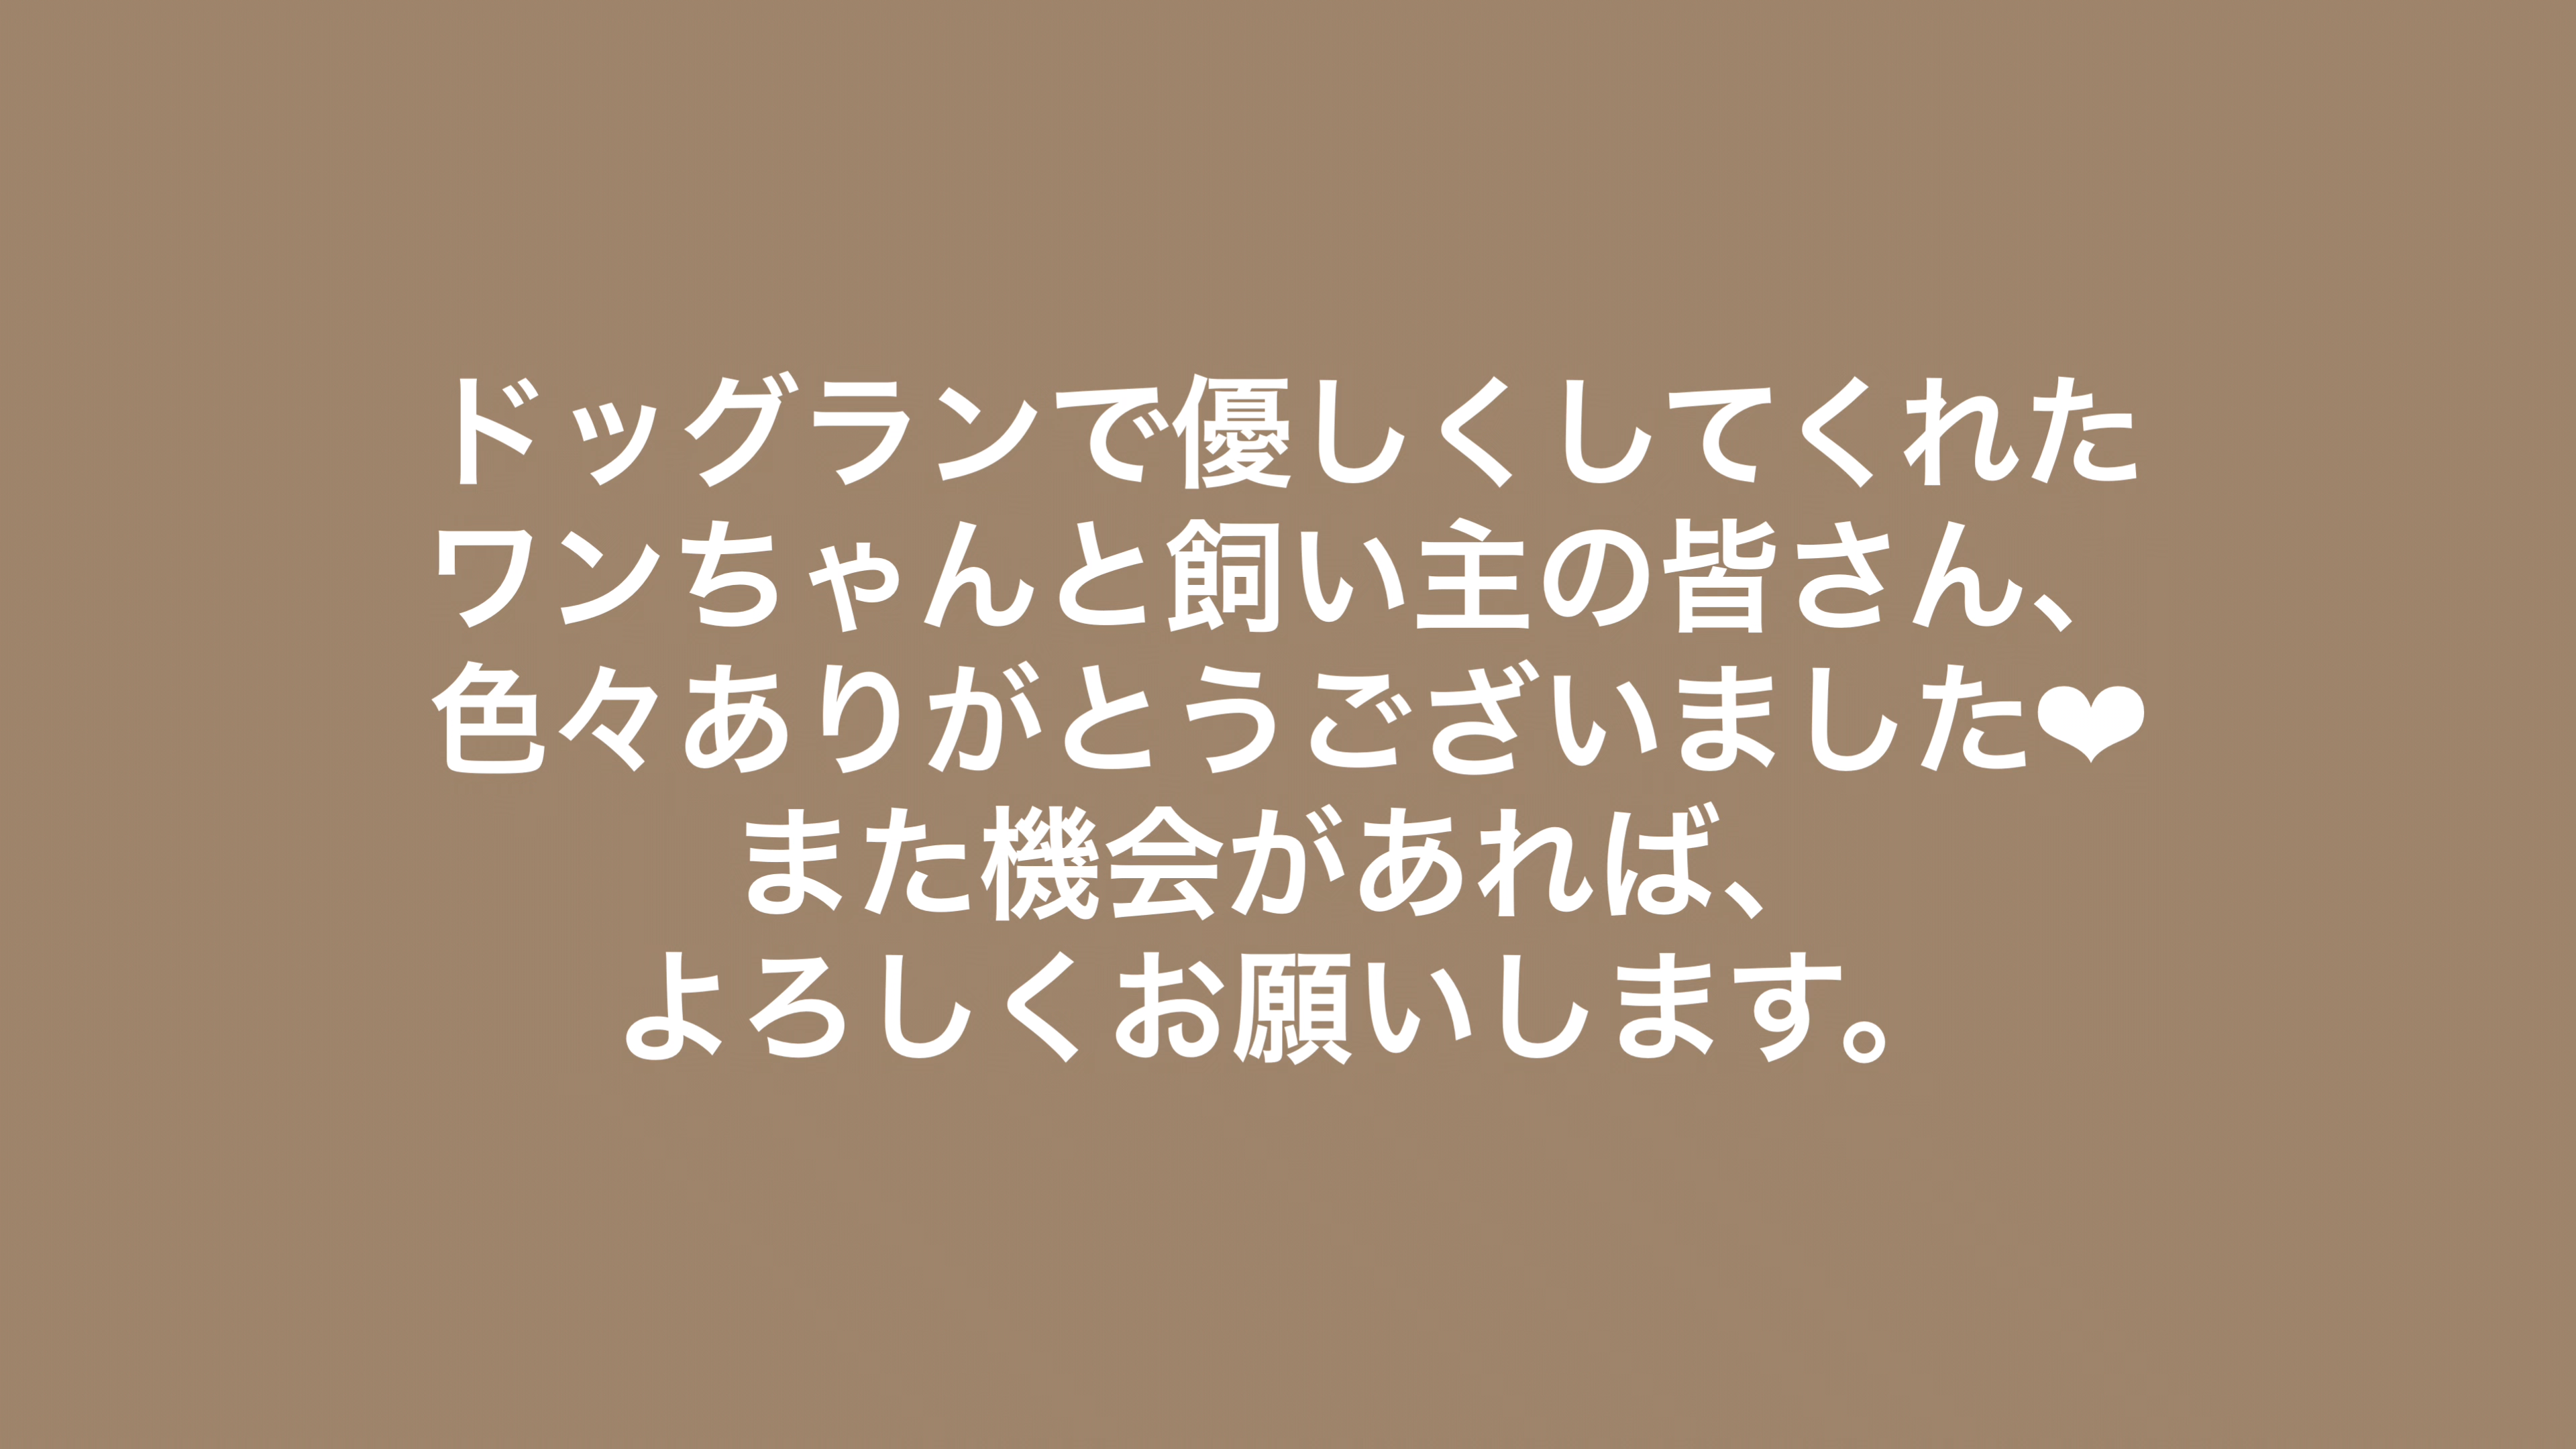 ドッグランで優しくしてくれた
ワンちゃんと飼い主の皆さん、
色々ありがとうございました❤
また機会があれば、
よろしくお願いします。